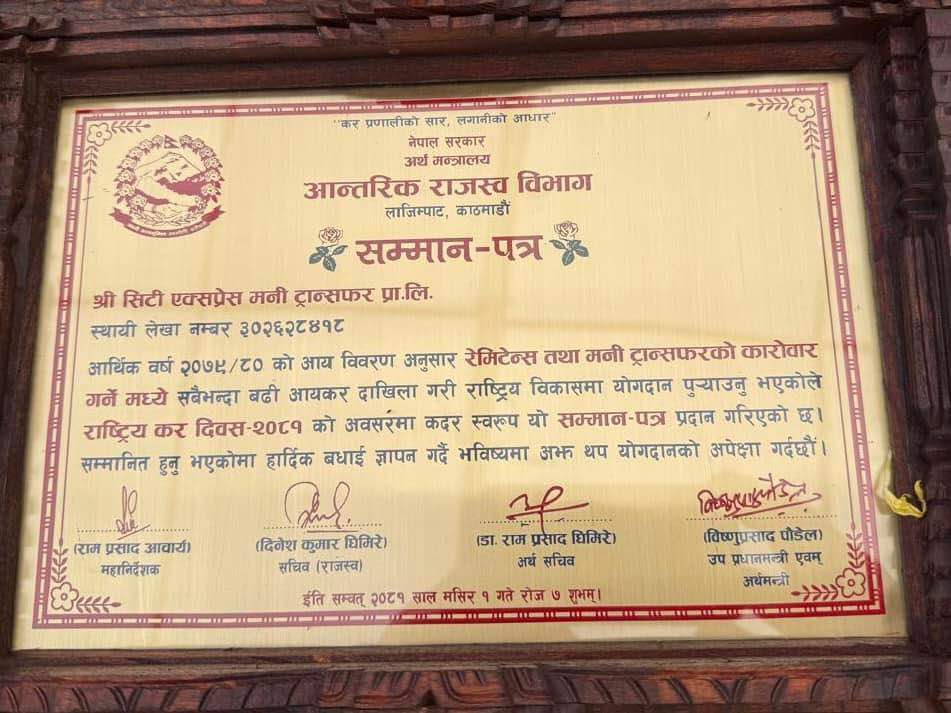 "कर प्रणालीको सार, लगानीको आधार"
नेपाल सरकार
अर्थ मन्त्रालय
आन्तरिक राजस्व विभाग
लाजिम्पाट, काठमाडौं
सम्मान-पत्र
श्री सिटी एक्सप्रेस मनी ट्रान्सफर प्रा.लि.
स्थायी लेखा नम्बर ३०२६२८४१८
आर्थिक वर्ष २०७९/८० को आय विवरण अनुसार रेमिटेन्स तथा मनी ट्रान्सफरको कारोवार
गर्ने मध्ये सबैभन्दा बढी आयकर दाखिला गरी राष्ट्रिय विकासमा योगदान पुऱ्याउनु भएकोले
राष्ट्रिय कर दिवस-२०८१ को अवसरमा कदर स्वरूप यो सम्मान-पत्र प्रदान गरिएको छ।
सम्मानित हुनु भएकोमा हार्दिक बधाई ज्ञापन गर्दै भविष्यमा अझ थप योगदानको अपेक्षा गर्दछौं।
(राम प्रसाद आचार्य)
महानिर्देशक
(दिनेश कुमार घिमिरे)
सचिव (राजस्व)
(डा. राम प्रसाद घिमिरे)
अर्थ सचिव
(विष्णुप्रसाद पौडेल)
उप प्रधानमन्त्री एवम्
अर्थमन्त्री
इति सम्वत् २०८१ साल मंसिर १ गते रोज ७ शुभम्।